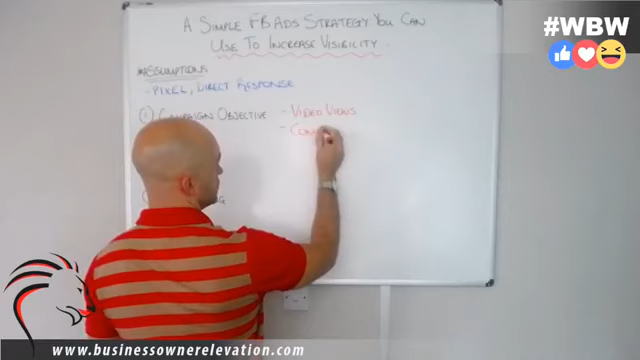 A SIMPLE FB ADS STRATEGY YOU CAN
USE TO INCREASE VISIBILITY
#WBW
*ASSUMPTIONS
- PIXEL, DIRECT RESPONSE
① CAMPAIGN OBJECTIVE - VIDEO VIEWS
-
www.businessownerelevation.com